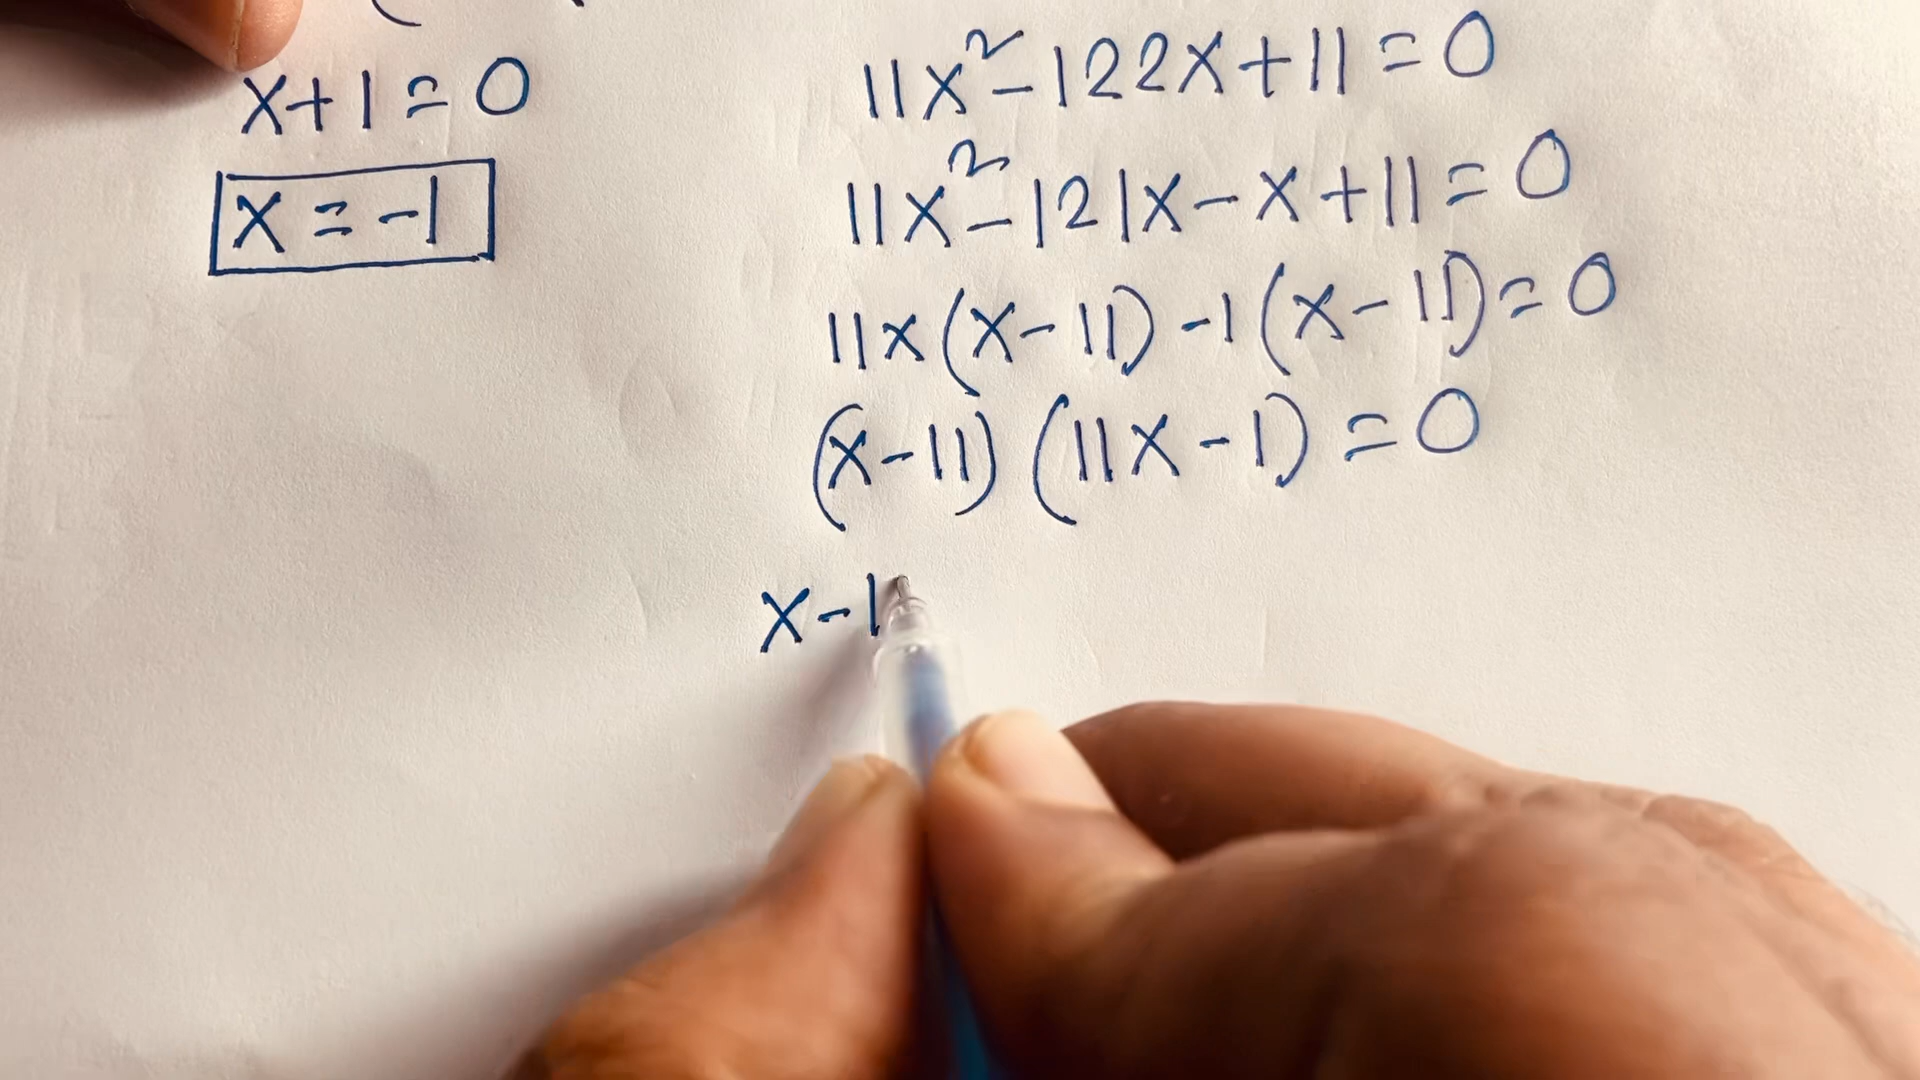 x+1=0
x=-1
11x²-122x+11=0
11x²-121x-x+11=0
11x(x-11)-1(x-11)=0
(x-11)(11x-1)=0
x-1